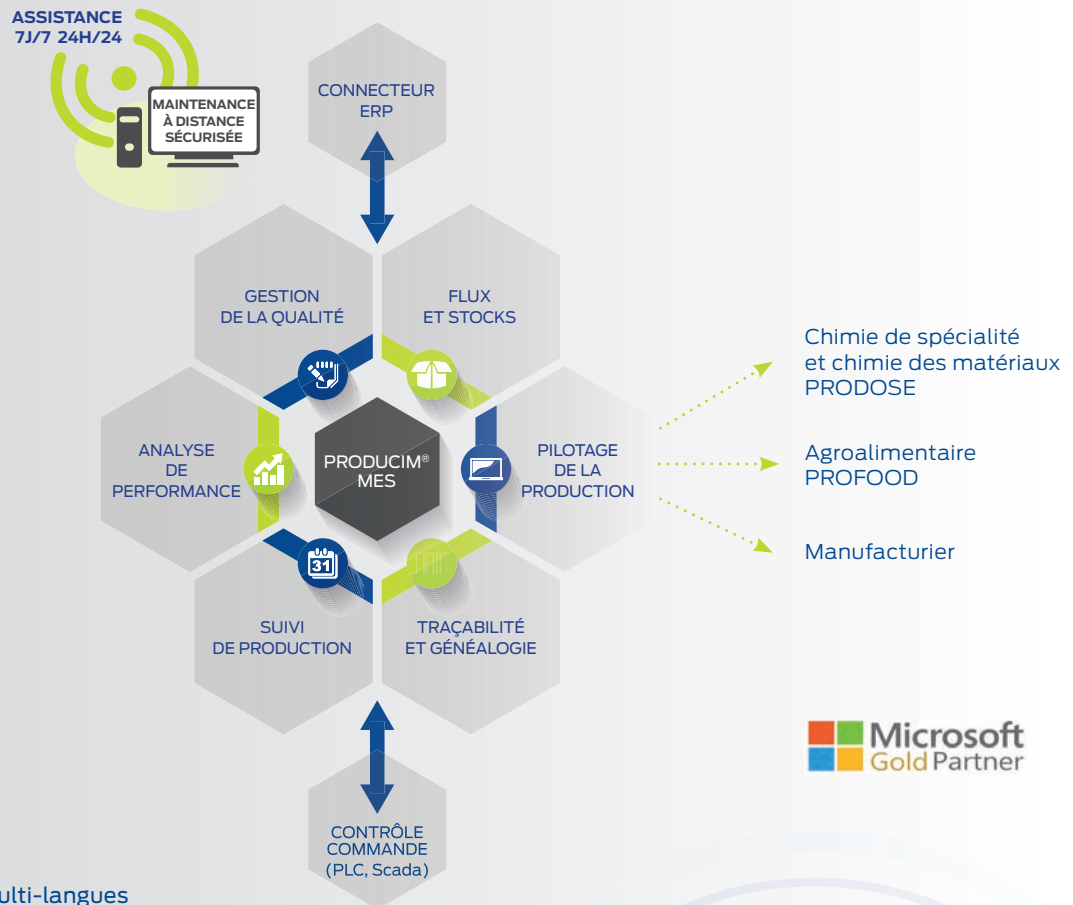 ASSISTANCE
7J/7 24H/24
MAINTENANCE
À DISTANCE
SÉCURISÉE
CONNECTEUR
ERP
GESTION
DE LA QUALITÉ
FLUX
ET STOCKS
ANALYSE
DE
PERFORMANCE
PRODUCIM®
MES
PILOTAGE
DE LA
PRODUCTION
31
SUIVI
DE PRODUCTION
TRAÇABILITÉ
ET GÉNÉALOGIE
CONTRÔLE
COMMANDE
(PLC, Scada)
Chimie de spécialité
et chimie des matériaux
PRODOSE
Agroalimentaire
PROFOOD
Manufacturier
Microsoft
Gold Partner
ulti-langues